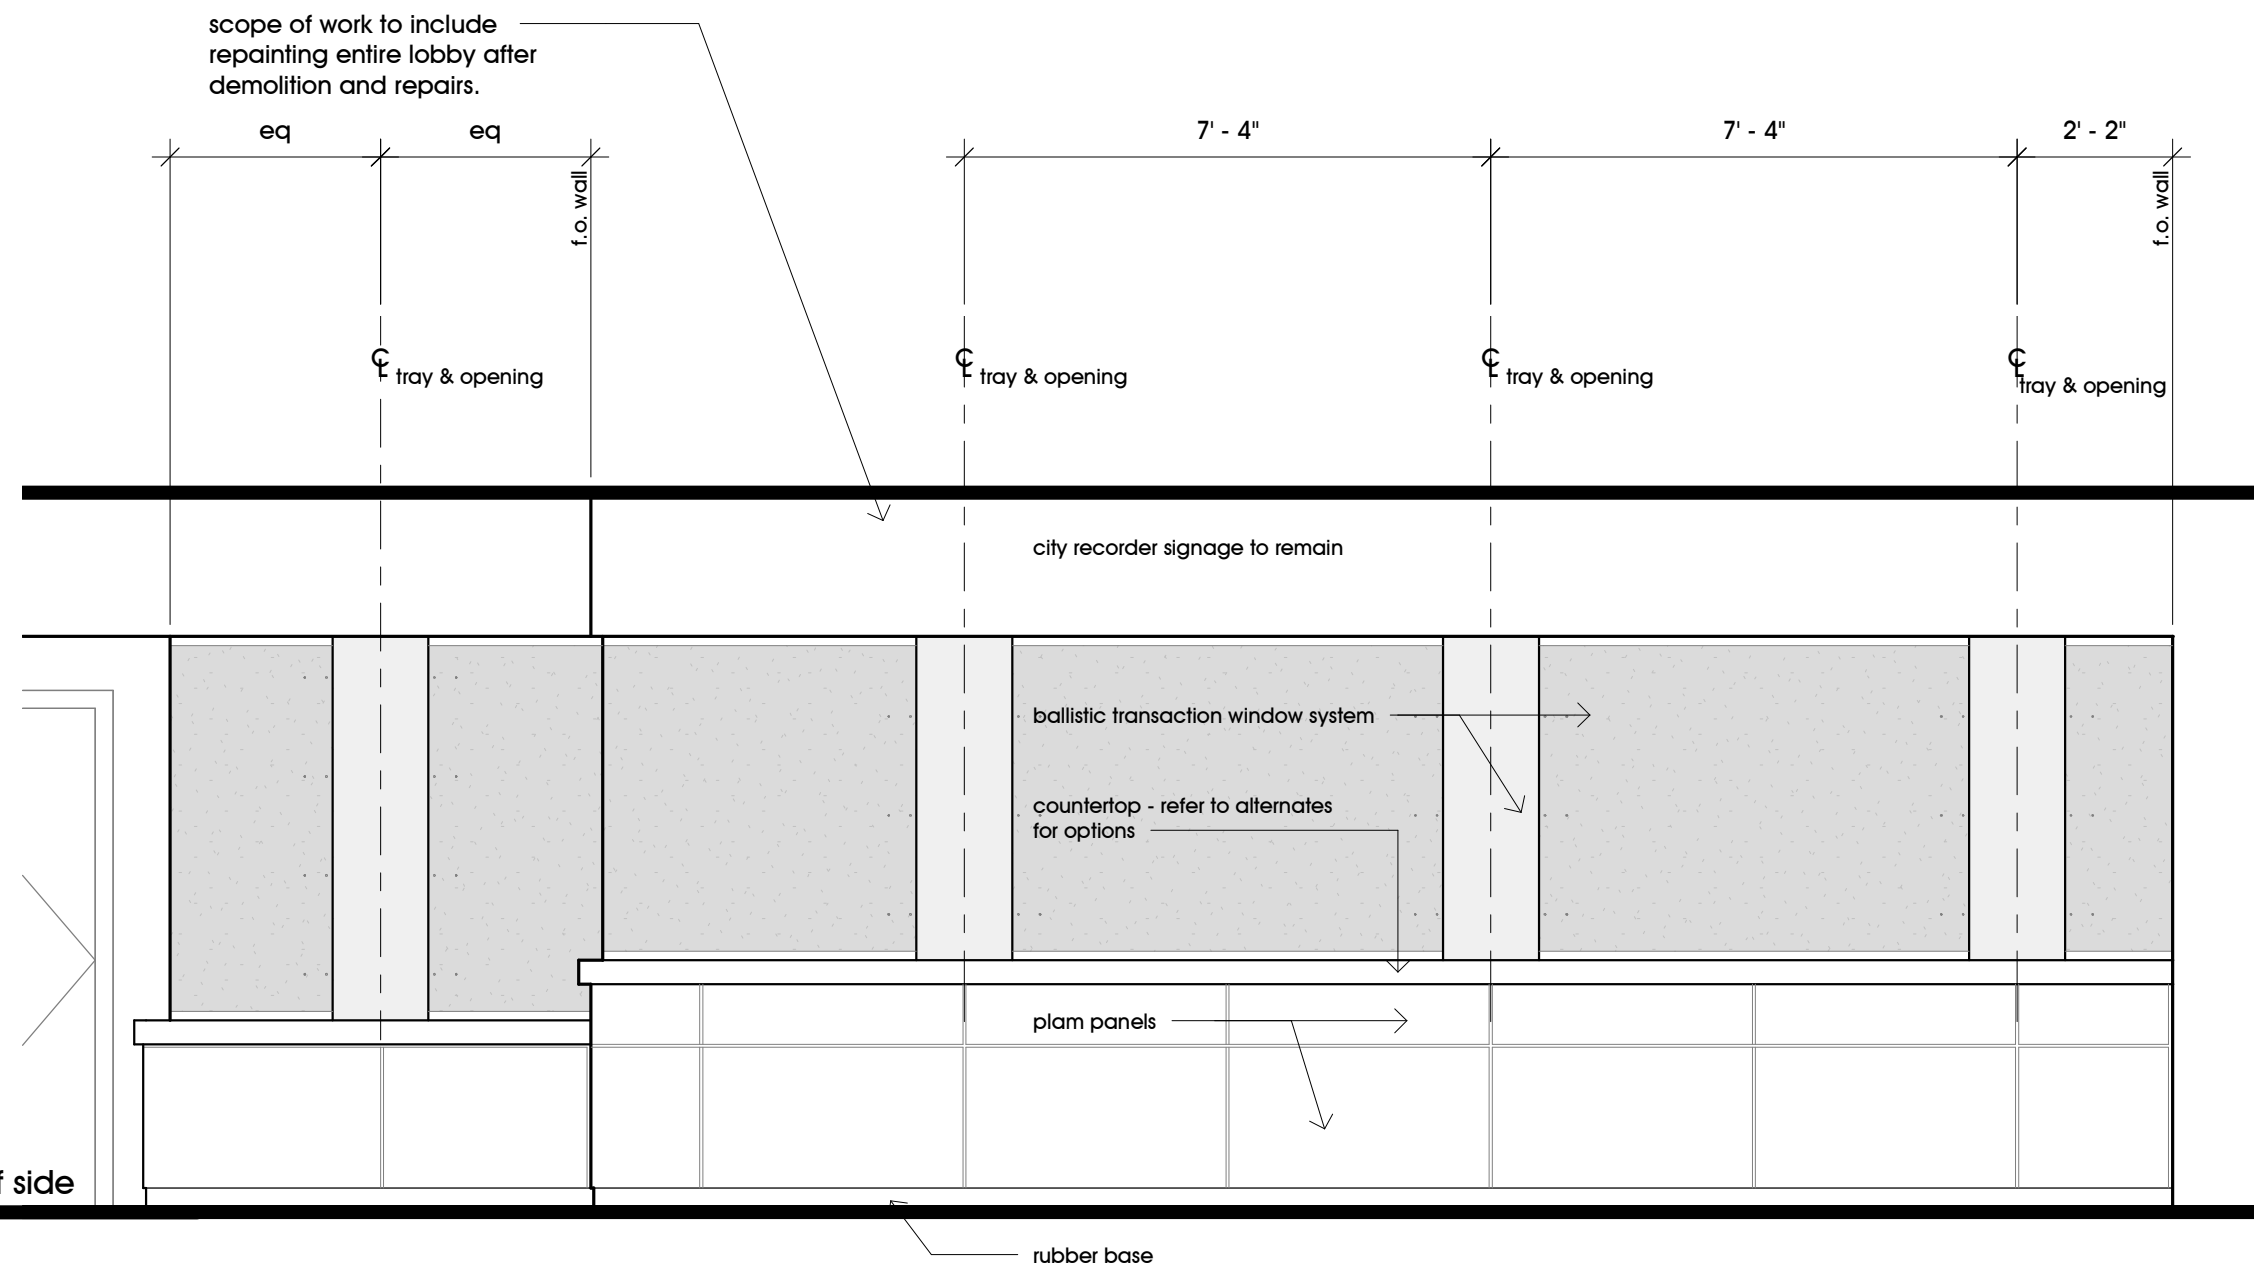 scope of work to include
repainting entire lobby after
demolition and repairs.
eq
eq
7' - 4"
7' - 4"
2' - 2"
f.o. wall
f.o. wall
℄ tray & opening
℄ tray & opening
℄ tray & opening
℄ tray & opening
city recorder signage to remain
ballistic transaction window system
countertop - refer to alternates
for options
plam panels
f side
rubber base